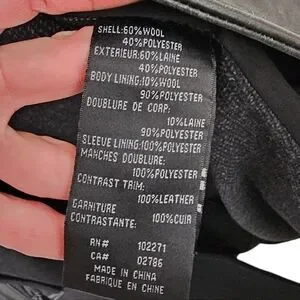 SHELL:60%WOOL
40%POLYESTER
EXTERIEUR:60%LAINE
40%POLYESTER
BODY LINING:10%WOOL
90%POLYESTER
DOUBLURE DE CORP:
10%LAINE
90%POLYESTER
SLEEVE LINING:100%POLYESTER
MANCHES DOUBLURE:
100%POLYESTER
CONTRAST TRIM:
100%LEATHER
GARNITURE
CONTRASTANTE: 100%CUIR
RN# 102271
CA# 02786
MADE IN CHINA
FABRIQUE EN CHINE